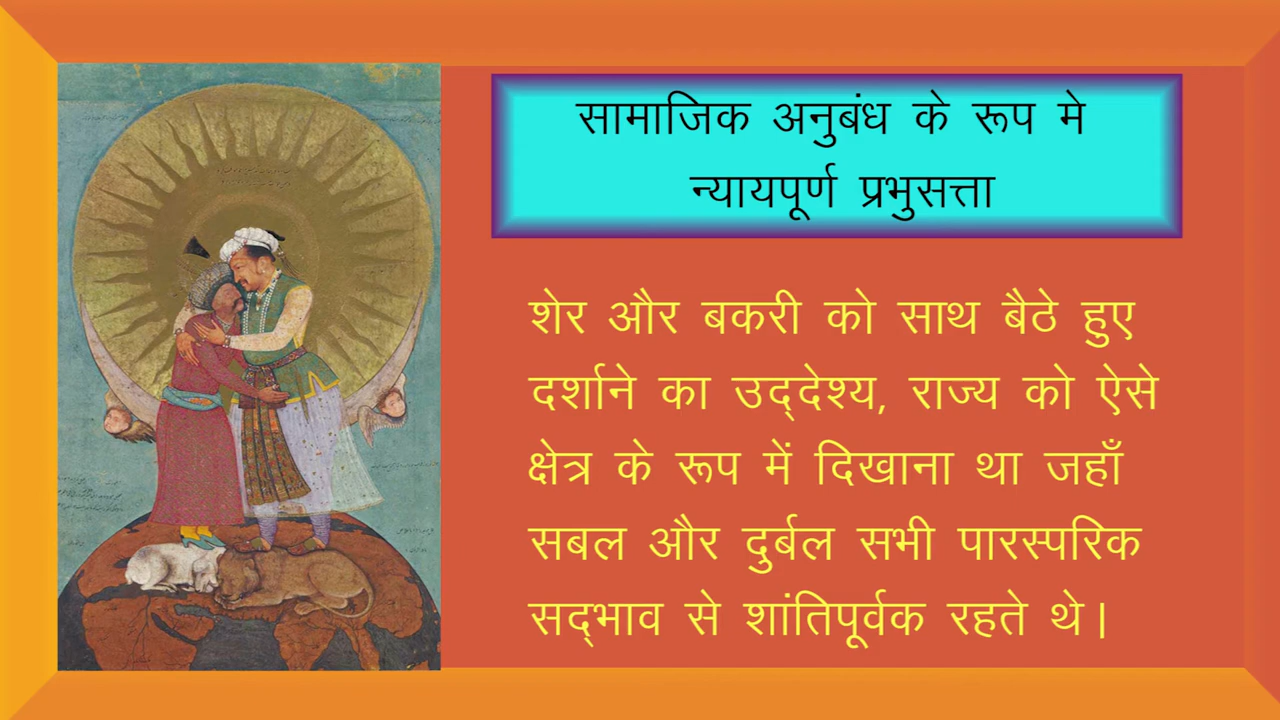 सामाजिक अनुबंध के रूप मे
न्यायपूर्ण प्रभुसत्ता
शेर और बकरी को साथ बैठे हुए
दर्शाने का उद्देश्य, राज्य को ऐसे
क्षेत्र के रूप में दिखाना था जहाँ
सबल और दुर्बल सभी पारस्परिक
सद्भाव से शांतिपूर्वक रहते थे।